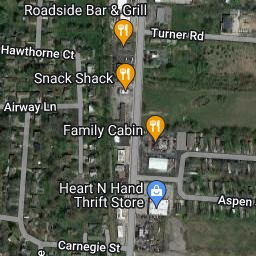 Roadside Bar & Grill
Turner Rd
Hawthorne Ct
Snack Shack
Airway Ln
Family Cabin
Heart N Hand
Thrift Store
Aspen
Carnegie St